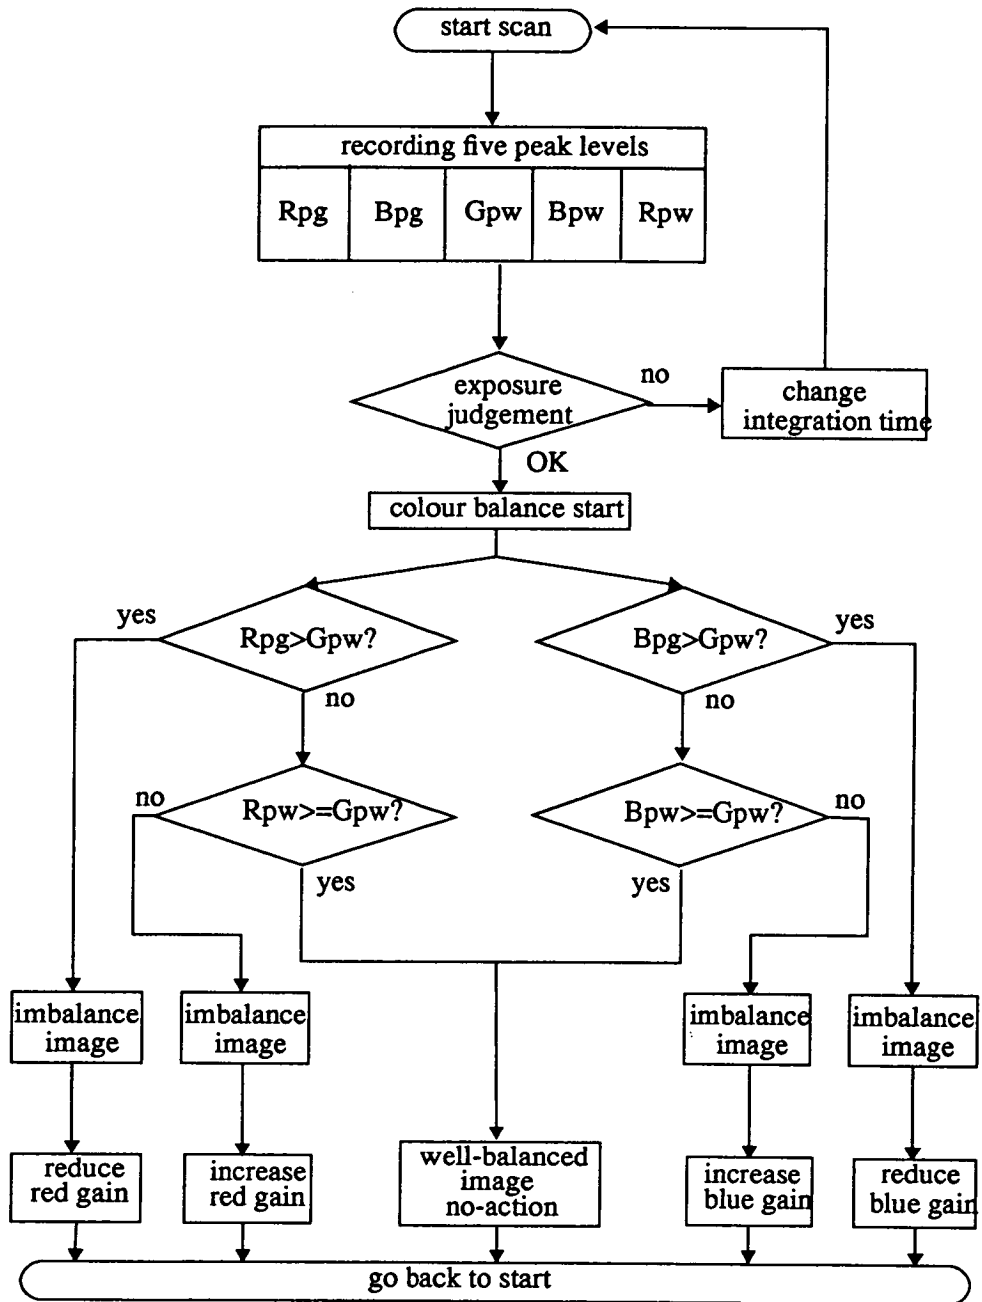 start scan
recording five peak levels
Rpg Bpg Gpw Bpw Rpw
exposure
judgement
no
change
integration time
OK
colour balance start
yes
Rpg>Gpw?
Bpg>Gpw?
yes
no
no
no
Rpw>=Gpw?
Bpw>=Gpw?
no
yes
yes
imbalance
image
imbalance
image
imbalance
image
imbalance
image
reduce
red gain
increase
red gain
well-balanced
image
no-action
increase
blue gain
reduce
blue gain
go back to start